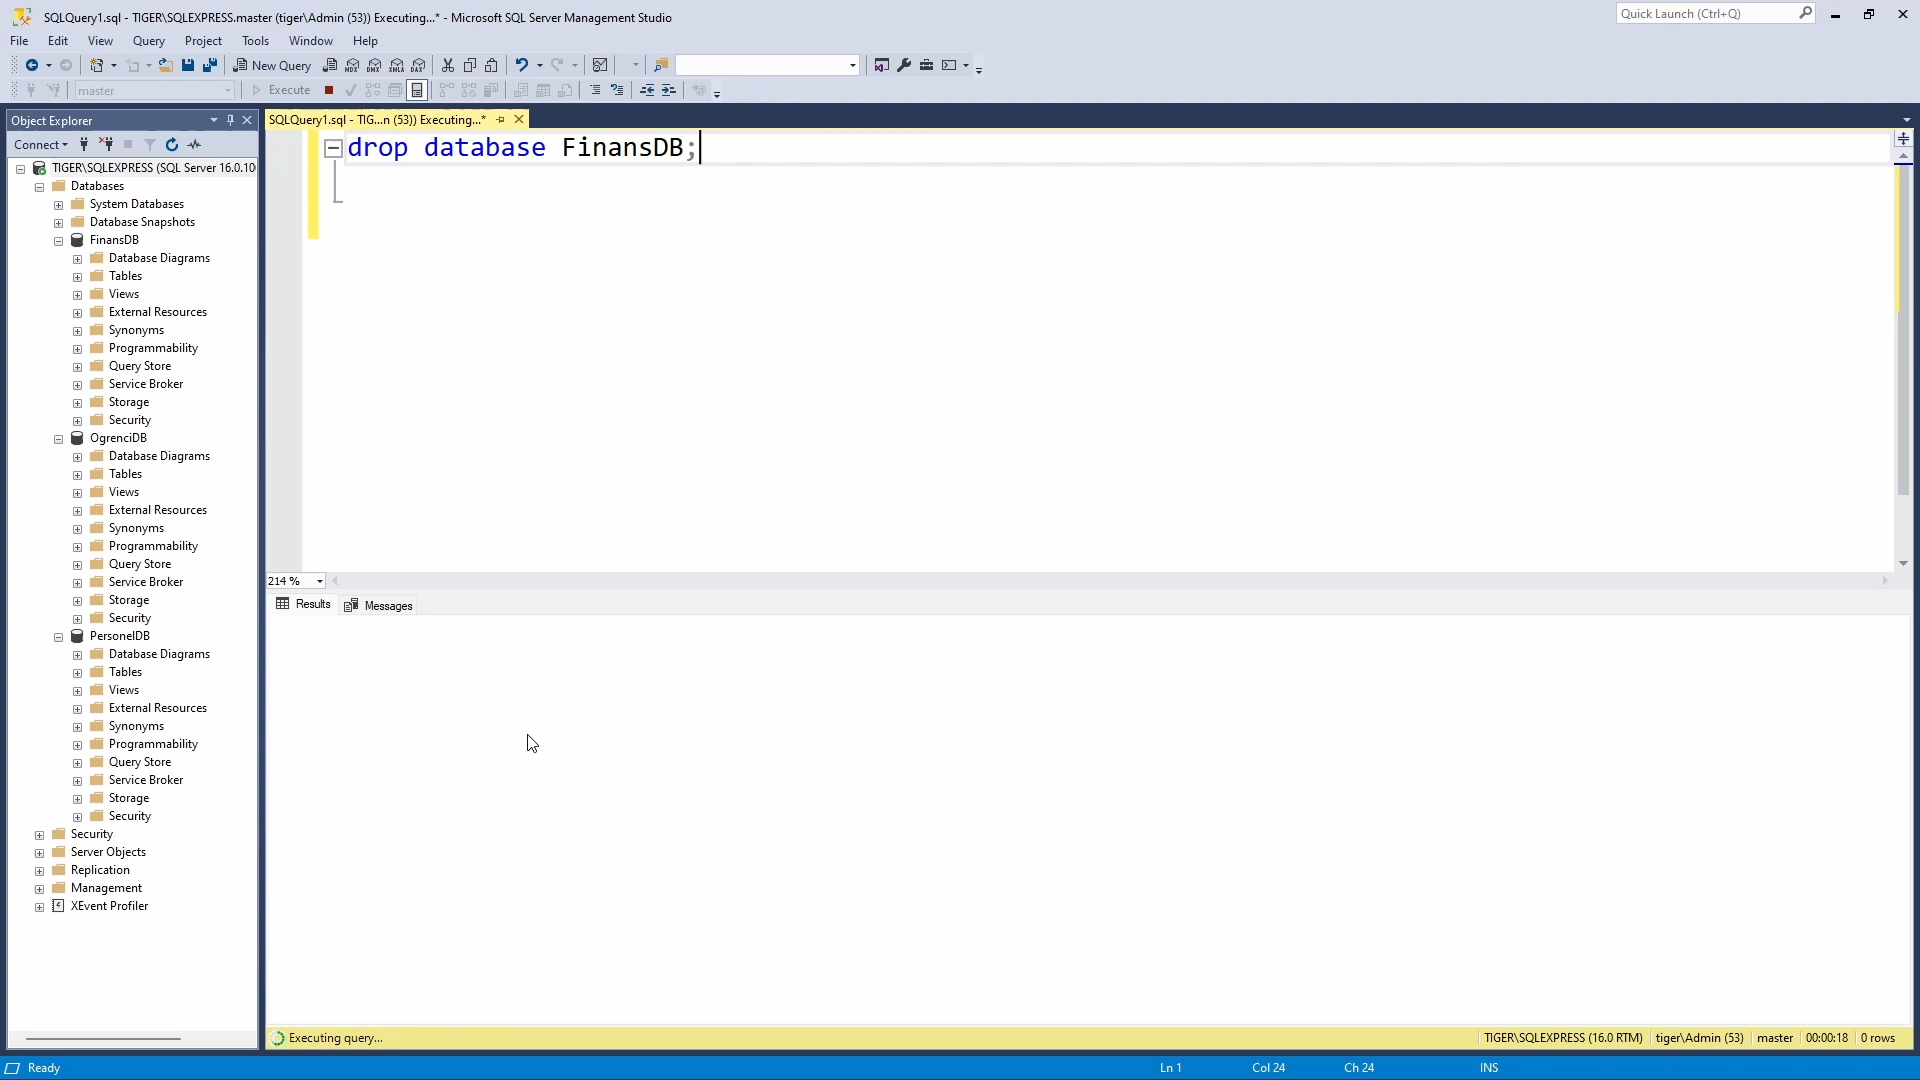 SQLQuery1.sql - TIGER\SQLEXPRESS.master (tiger\Admin (53)) Executing...* - Microsoft SQL Server Management Studio
Quick Launch (Ctrl+Q)
File Edit View Query Project Tools Window Help
New Query
MDX DMX XMLA DAX
master
Execute
Object Explorer
SQLQuery1.sql - TIG...n (53)) Executing...*
Connect
drop database FinansDB;
TIGER\SQLEXPRESS (SQL Server 16.0.10
Databases
System Databases
Database Snapshots
FinansDB
Database Diagrams
Tables
Views
External Resources
Synonyms
Programmability
Query Store
Service Broker
Storage
Security
OgrenciDB
Database Diagrams
Tables
Views
External Resources
Synonyms
Programmability
Query Store
Service Broker
Storage
Security
PersonelDB
Database Diagrams
Tables
Views
External Resources
Synonyms
Programmability
Query Store
Service Broker
Storage
Security
Security
Server Objects
Replication
Management
XEvent Profiler
214 %
Results Messages
Executing query...
TIGER\SQLEXPRESS (16.0 RTM) tiger\Admin (53) master 00:00:18 0 rows
Ready
Ln 1 Col 24 Ch 24 INS